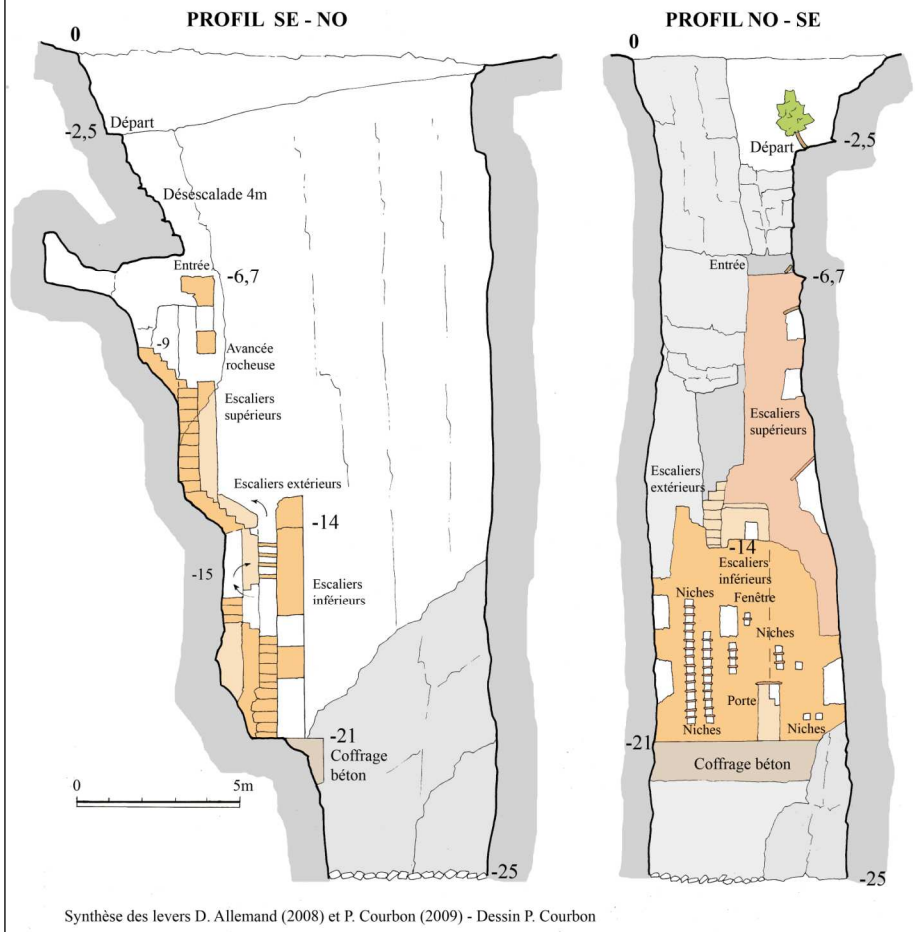 PROFIL SE - NO
0
Départ
-2,5
Désescalade 4m
Entrée
-6,7
-9
Avancée
rocheuse
Escaliers
supérieurs
Escaliers extérieurs
-14
-15
Escaliers
inférieurs
-21
Coffrage
béton
0
5m
-25
PROFIL NO - SE
0
-2,5
Départ
Entrée
-6,7
Escaliers
supérieurs
Escaliers
extérieurs
-14
Escaliers
inférieurs
Niches
Fenêtre
Niches
Porte
Niches
Niches
-21
Coffrage béton
-25
Synthèse des levers D. Allemand (2008) et P. Courbon (2009) - Dessin P. Courbon